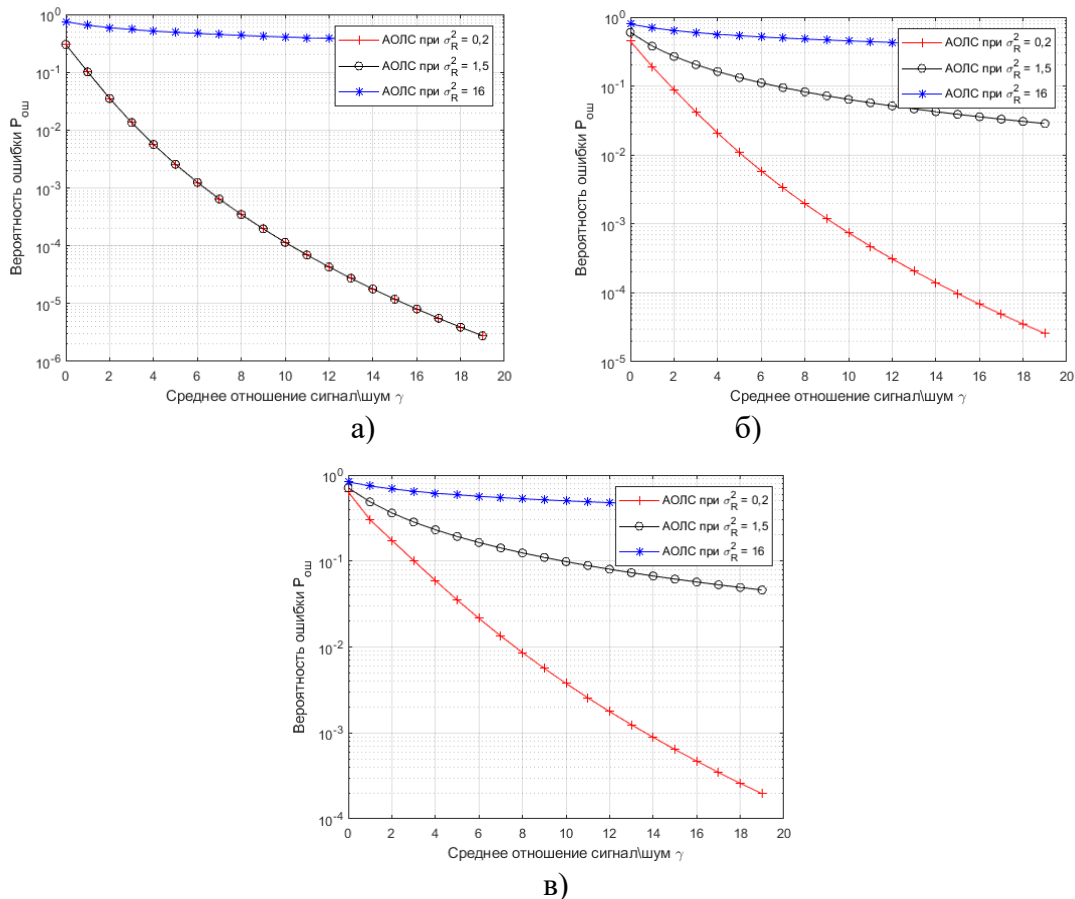 10^0
10^-1
10^-2
10^-3
10^-4
10^-5
10^-6
Вероятность ошибки P_ош
АОЛС при σ_R^2 = 0,2
АОЛС при σ_R^2 = 1,5
АОЛС при σ_R^2 = 16
0 2 4 6 8 10 12 14 16 18 20
Среднее отношение сигнал\шум γ
а)
10^0
10^-1
10^-2
10^-3
10^-4
10^-5
Вероятность ошибки P_ош
АОЛС при σ_R^2 = 0,2
АОЛС при σ_R^2 = 1,5
АОЛС при σ_R^2 = 16
0 2 4 6 8 10 12 14 16 18 20
Среднее отношение сигнал\шум γ
б)
10^0
10^-1
10^-2
10^-3
10^-4
Вероятность ошибки P_ош
АОЛС при σ_R^2 = 0,2
АОЛС при σ_R^2 = 1,5
АОЛС при σ_R^2 = 16
0 2 4 6 8 10 12 14 16 18 20
Среднее отношение сигнал\шум γ
в)